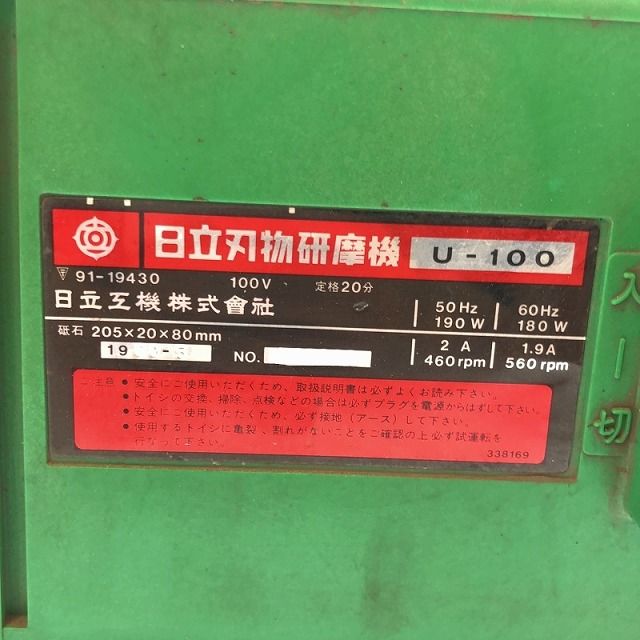 日立刃物研摩機 U-100
91-19430 100V 定格20分
日立工機株式會社
50Hz 60Hz
190W 180W
砥石 205×20×80mm
2A 1.9A
NO.
460rpm 560rpm
ご注意 ●安全にご使用いただくため、取扱説明書は必ずよくお読み下さい。
●トイシの交換、掃除、点検などの場合は必ずプラグを電源からはずして下さい。
●安全にご使用いただくため、必ず接地(アース)して下さい。
●使用するトイシに亀裂、割れがないことをご確認の上必ず試運転を
行なって下さい。
338169
入ー切